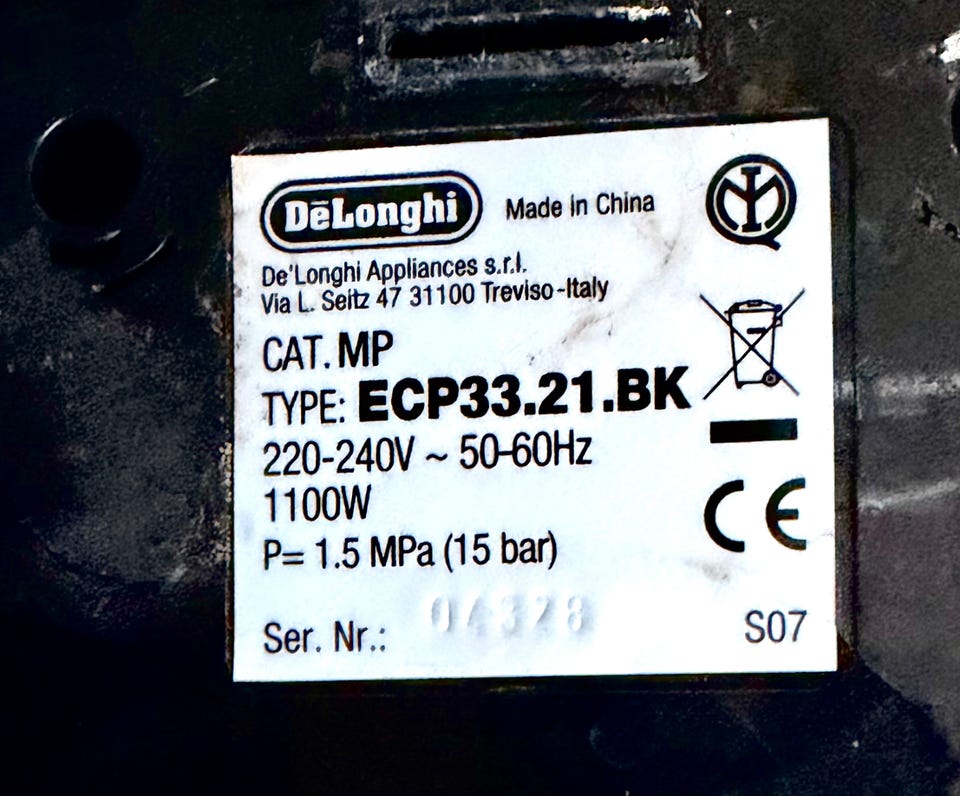 DēLonghi Made in China
De'Longhi Appliances s.r.l.
Via L. Seitz 47 31100 Treviso-Italy
CAT. MP
TYPE: ECP33.21.BK
220-240V ~ 50-60Hz
1100W
P= 1.5 MPa (15 bar)
CE
Ser. Nr.:
S07